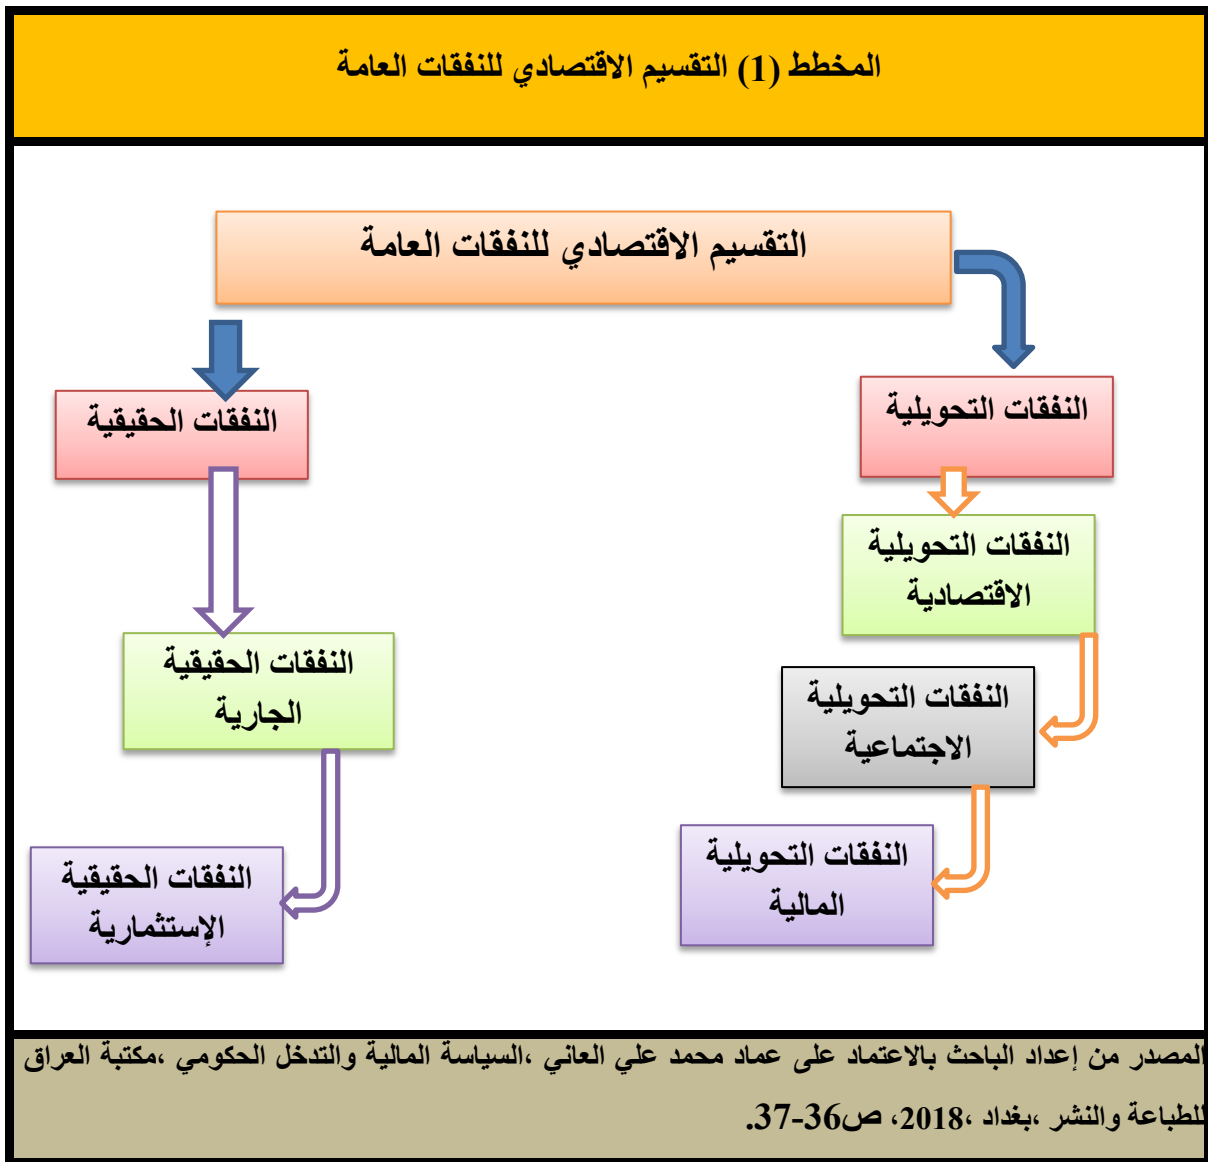 المخطط (1) التقسيم الاقتصادي للنفقات العامة
التقسيم الاقتصادي للنفقات العامة
النفقات التحويلية
النفقات الحقيقية
النفقات التحويلية
الاقتصادية
النفقات الحقيقية
الجارية
النفقات التحويلية
الاجتماعية
النفقات التحويلية
المالية
النفقات الحقيقية
الإستثمارية
المصدر من إعداد الباحث بالاعتماد على عماد محمد علي العاني ،السياسة المالية والتدخل الحكومي ،مكتبة العراق
للطباعة والنشر ،بغداد ،2018، ص36-37.